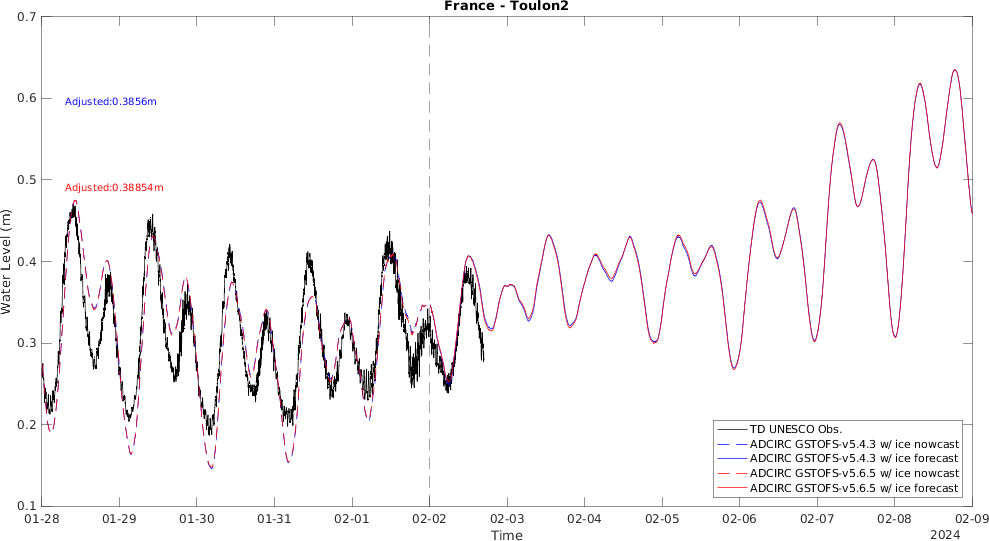 France - Toulon2
0.7
0.6
0.5
0.4
0.3
0.2
0.1
Water Level (m)
Adjusted:0.3856m
Adjusted:0.38854m
TD UNESCO Obs.
ADCIRC GSTOFS-v5.4.3 w/ ice nowcast
ADCIRC GSTOFS-v5.4.3 w/ ice forecast
ADCIRC GSTOFS-v5.6.5 w/ ice nowcast
ADCIRC GSTOFS-v5.6.5 w/ ice forecast
01-28 01-29 01-30 01-31 02-01 02-02 02-03 02-04 02-05 02-06 02-07 02-08 02-09
Time
2024